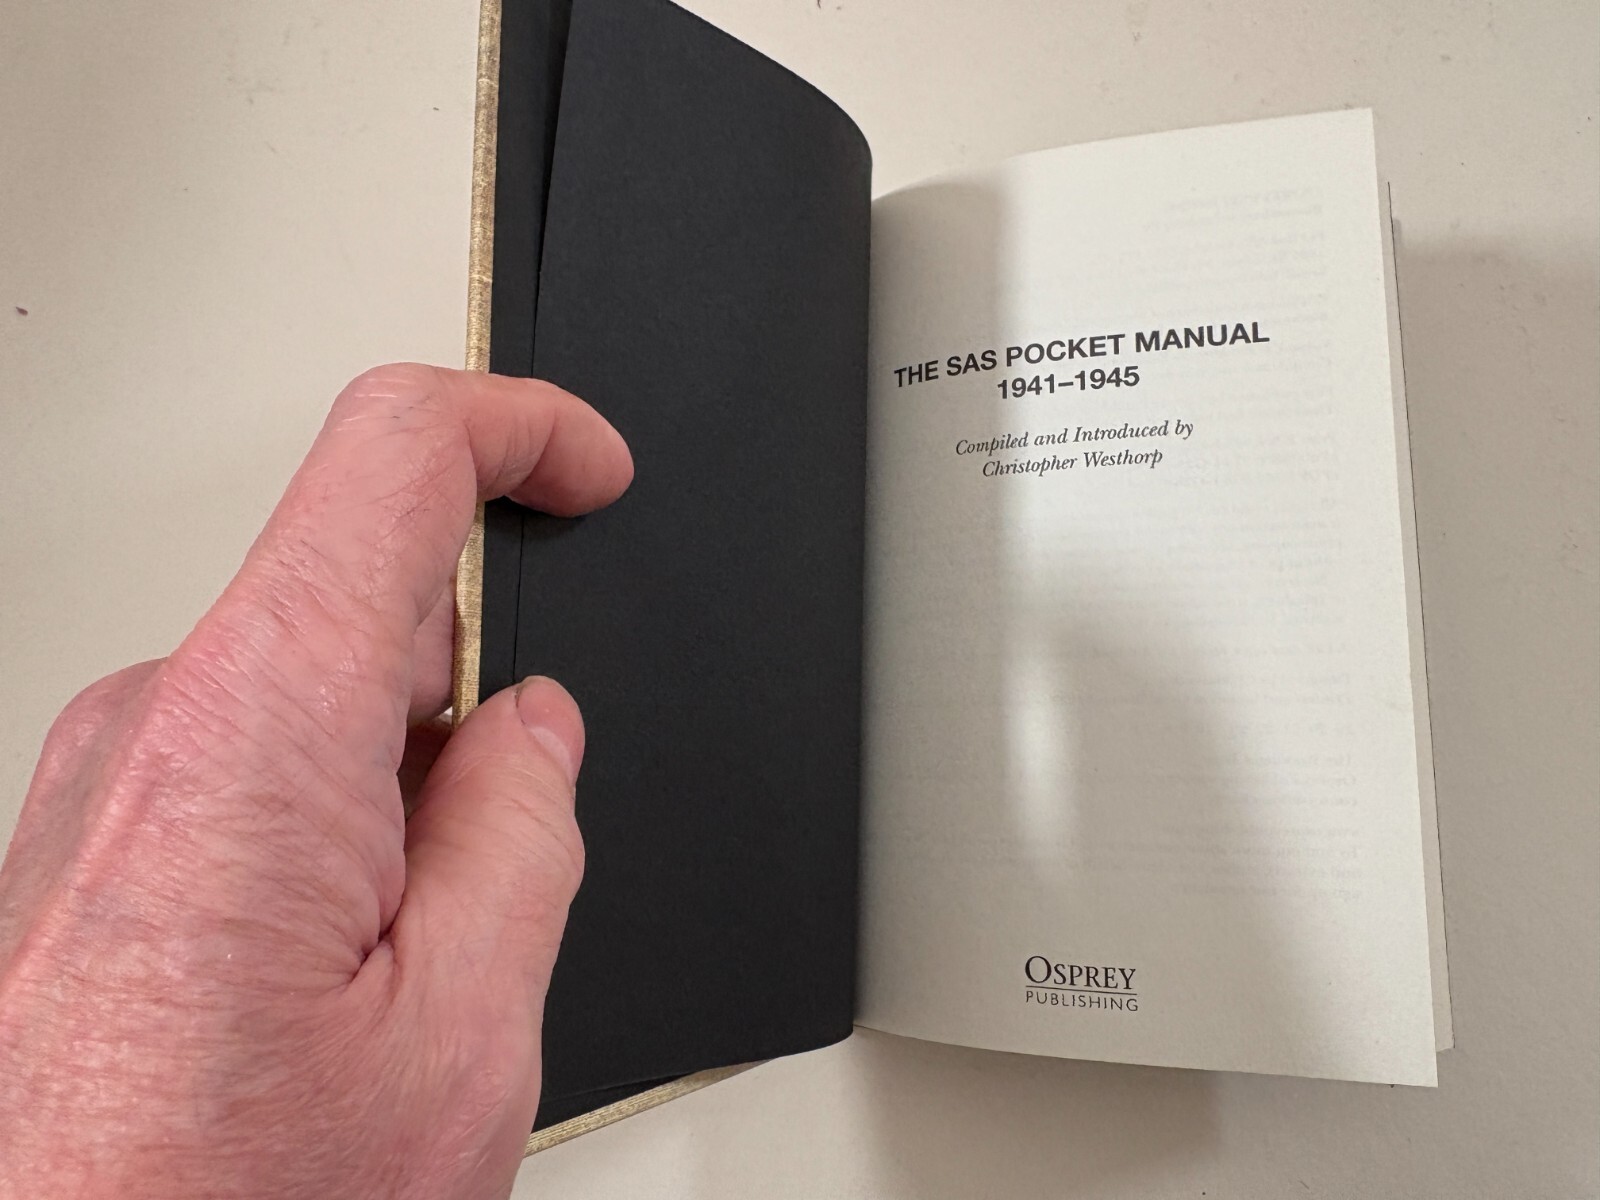 THE SAS POCKET MANUAL
1941–1945
Compiled and Introduced by
Christopher Westhorp
OSPREY
PUBLISHING